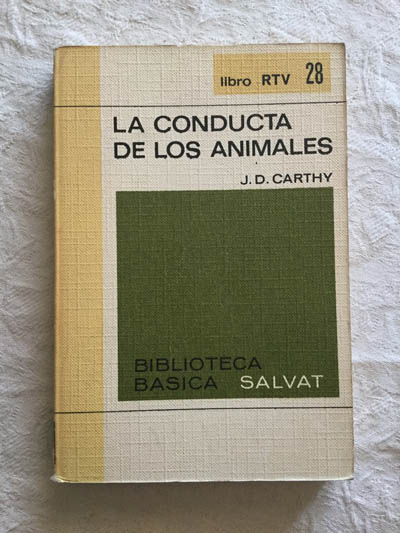 libro RTV 28
LA CONDUCTA
DE LOS ANIMALES
J. D. CARTHY
BIBLIOTECA
BASICA SALVAT